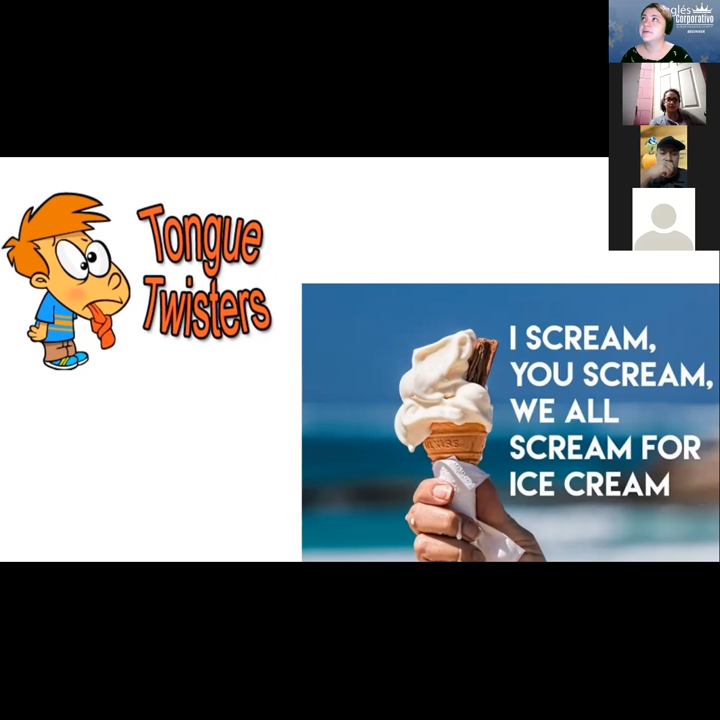 Inglés
Corporativo
Tongue
Twisters
I SCREAM,
YOU SCREAM,
WE ALL
SCREAM FOR
ICE CREAM